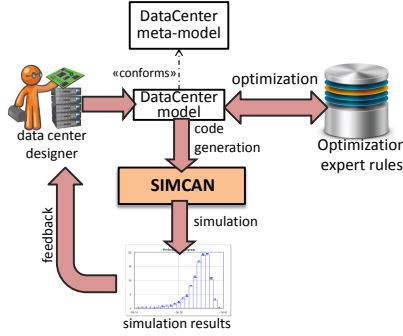 DataCenter
meta-model
«conforms»
optimization
DataCenter
model
data center
designer
code
generation
Optimization
expert rules
SIMCAN
simulation
feedback
simulation results